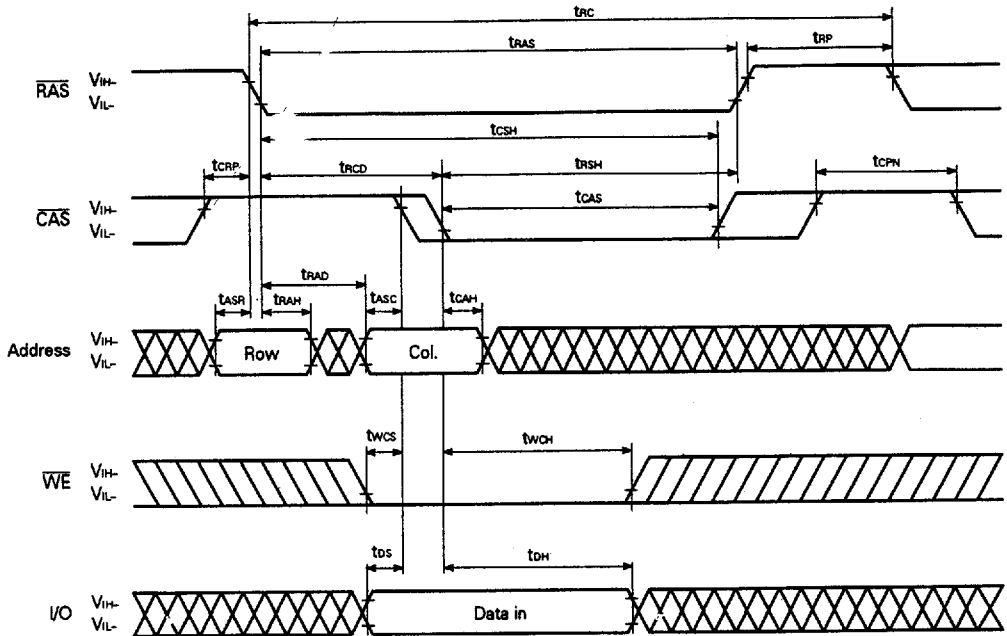 tRC
tRAS
tRP
RAS
VIH–
VIL–
tCSH
tCRP
tRCD
tRSH
tCPN
CAS
VIH–
VIL–
tCAS
tRAD
tASR
tRAH
tASC
tCAH
Address
VIH–
VIL–
Row
Col.
tWCS
tWCH
WE
VIH–
VIL–
tDS
tDH
I/O
VIH–
VIL–
Data in